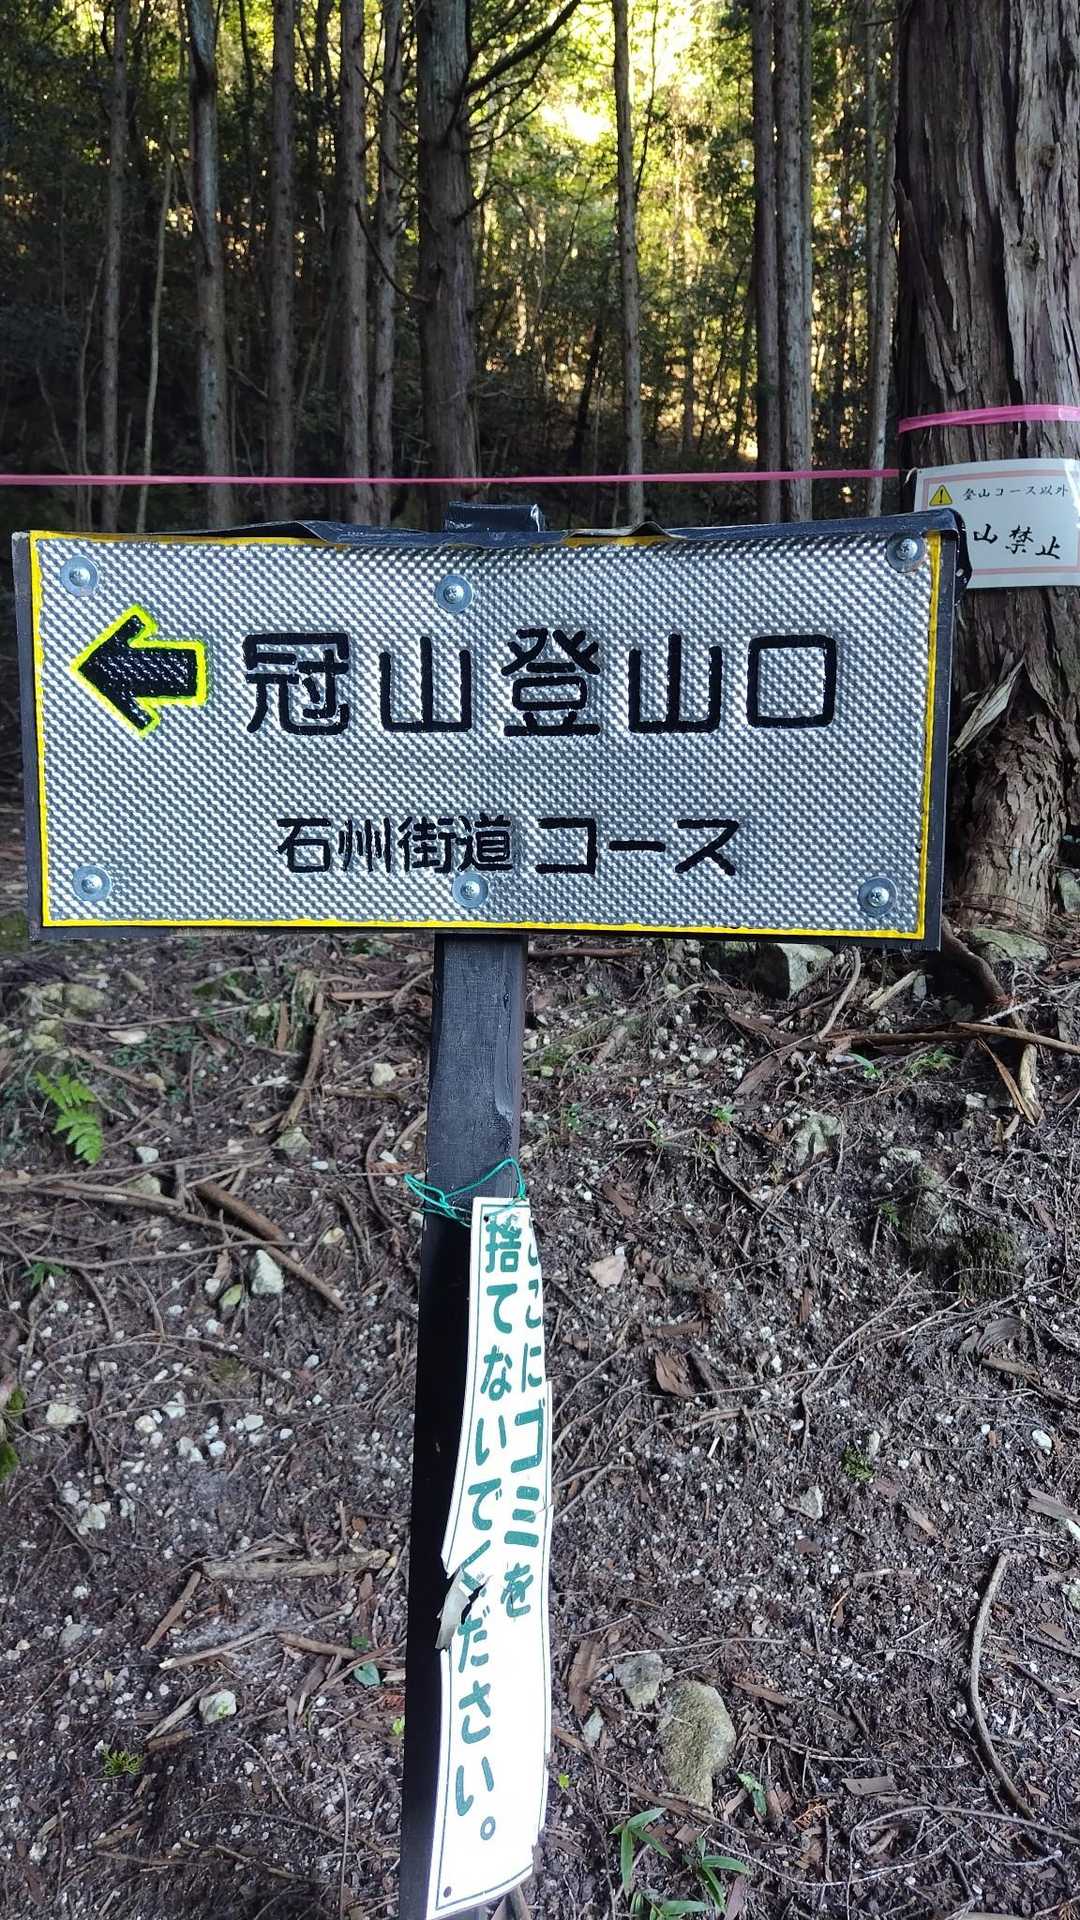 登山コース以外
山禁止
冠山登山口
石州街道コース
ここにゴミを
捨てないでください。